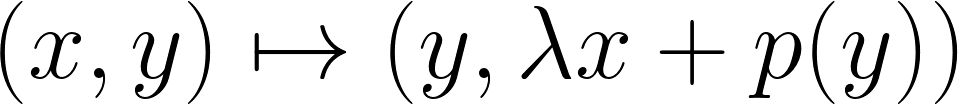 (x, y) ↦ (y, λx + p(y))